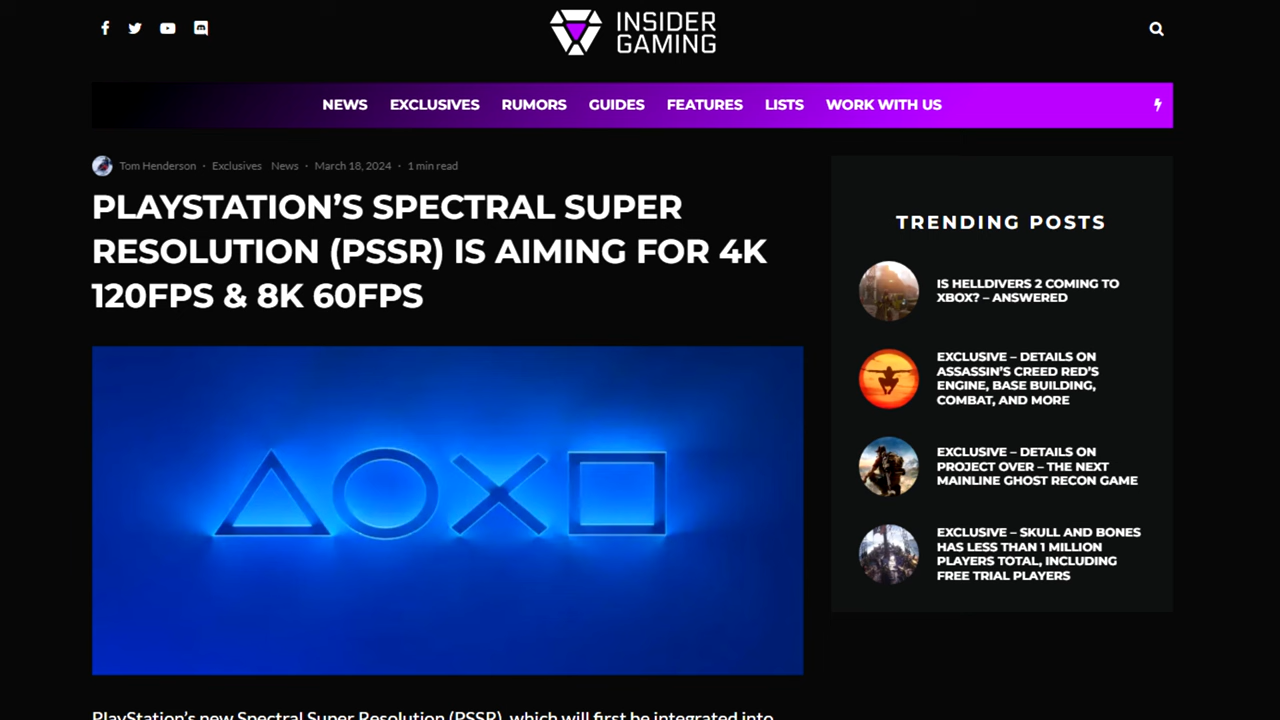 INSIDER
GAMING
NEWS EXCLUSIVES RUMORS GUIDES FEATURES LISTS WORK WITH US
Tom Henderson · Exclusives News · March 18, 2024 · 1 min read
PLAYSTATION’S SPECTRAL SUPER
RESOLUTION (PSSR) IS AIMING FOR 4K
120FPS & 8K 60FPS
PlayStation’s new Spectral Super Resolution (PSSR), which will first be integrated into
TRENDING POSTS
IS HELLDIVERS 2 COMING TO
XBOX? – ANSWERED
EXCLUSIVE – DETAILS ON
ASSASSIN’S CREED RED’S
ENGINE, BASE BUILDING,
COMBAT, AND MORE
EXCLUSIVE – DETAILS ON
PROJECT OVER – THE NEXT
MAINLINE GHOST RECON GAME
EXCLUSIVE – SKULL AND BONES
HAS LESS THAN 1 MILLION
PLAYERS TOTAL, INCLUDING
FREE TRIAL PLAYERS